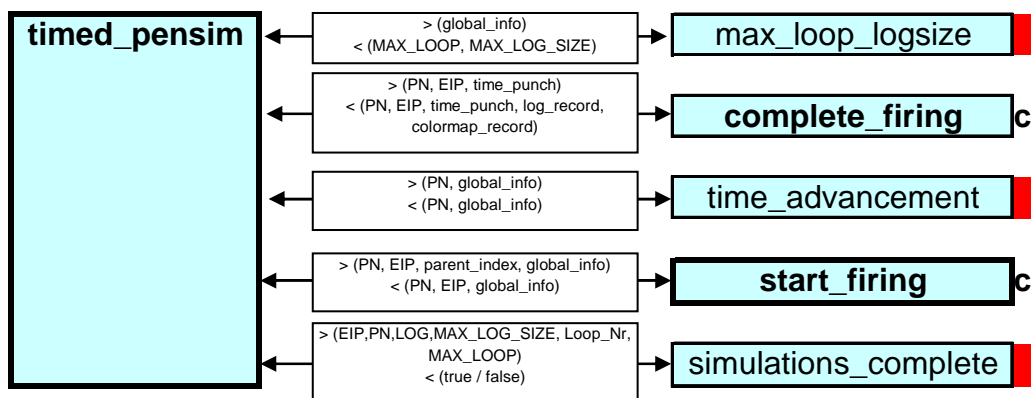 timed_pensim
> (global_info)
< (MAX_LOOP, MAX_LOG_SIZE)
max_loop_logsize
> (PN, EIP, time_punch)
< (PN, EIP, time_punch, log_record,
colormap_record)
complete_firing
c
> (PN, global_info)
< (PN, global_info)
time_advancement
> (PN, EIP, parent_index, global_info)
< (PN, EIP, global_info)
start_firing
c
> (EIP,PN,LOG,MAX_LOG_SIZE, Loop_Nr,
MAX_LOOP)
< (true / false)
simulations_complete